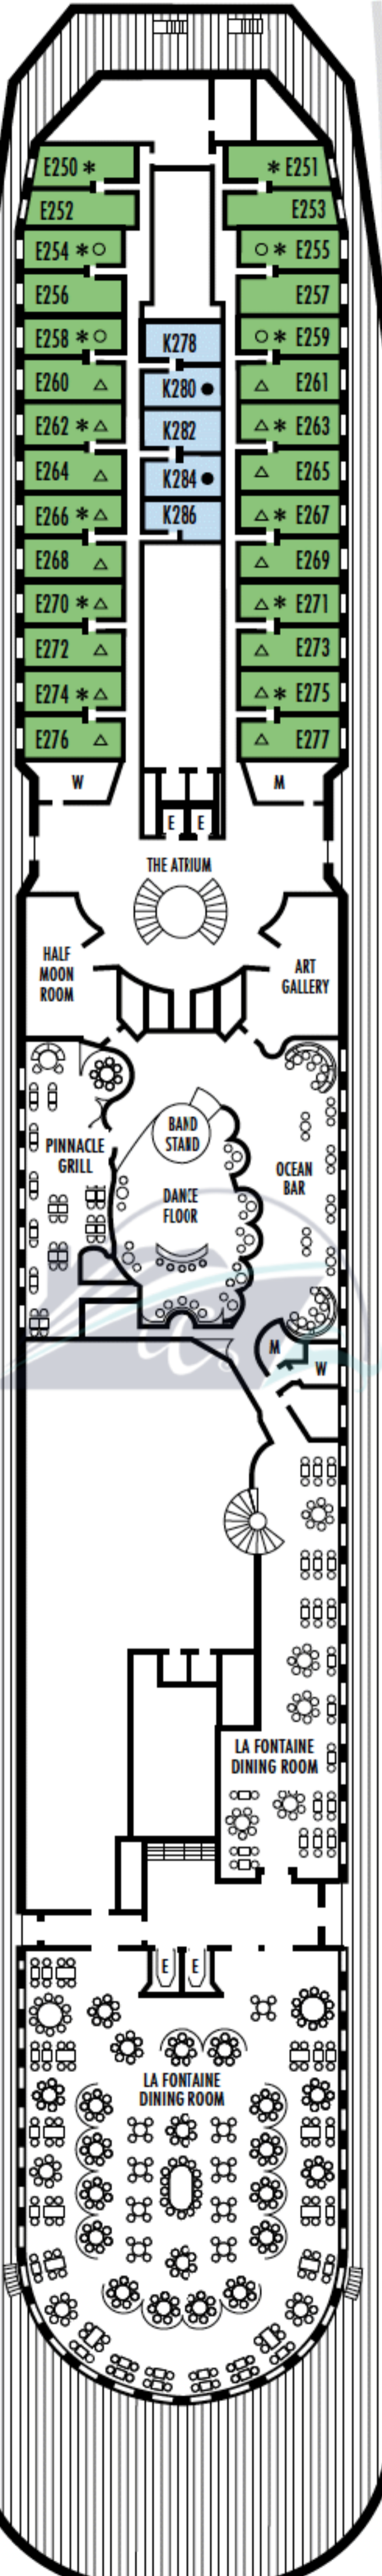 E250 * * E251
E252 E253
E254 *○ ○* E255
E256 E257
E258 *○ ○* E259
K278
E260 △ △ E261
K280 ●
E262 *△ △* E263
K282
E264 △ △ E265
K284 ●
E266 *△ △* E267
K286
E268 △ △ E269
E270 *△ △* E271
E272 △ △ E273
E274 *△ △* E275
E276 △ △ E277
W M
E E
THE ATRIUM
HALF
MOON
ROOM
ART
GALLERY
BAND
STAND
PINNACLE
GRILL
OCEAN
BAR
DANCE
FLOOR
M
W
LA FONTAINE
DINING ROOM
E E
LA FONTAINE
DINING ROOM